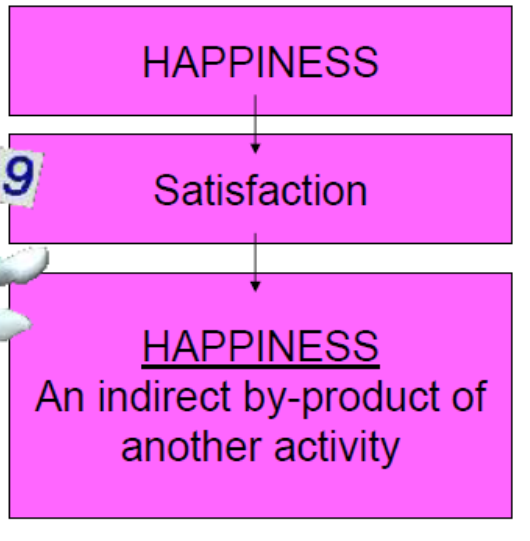 HAPPINESS
9
Satisfaction
HAPPINESS
An indirect by-product of
another activity